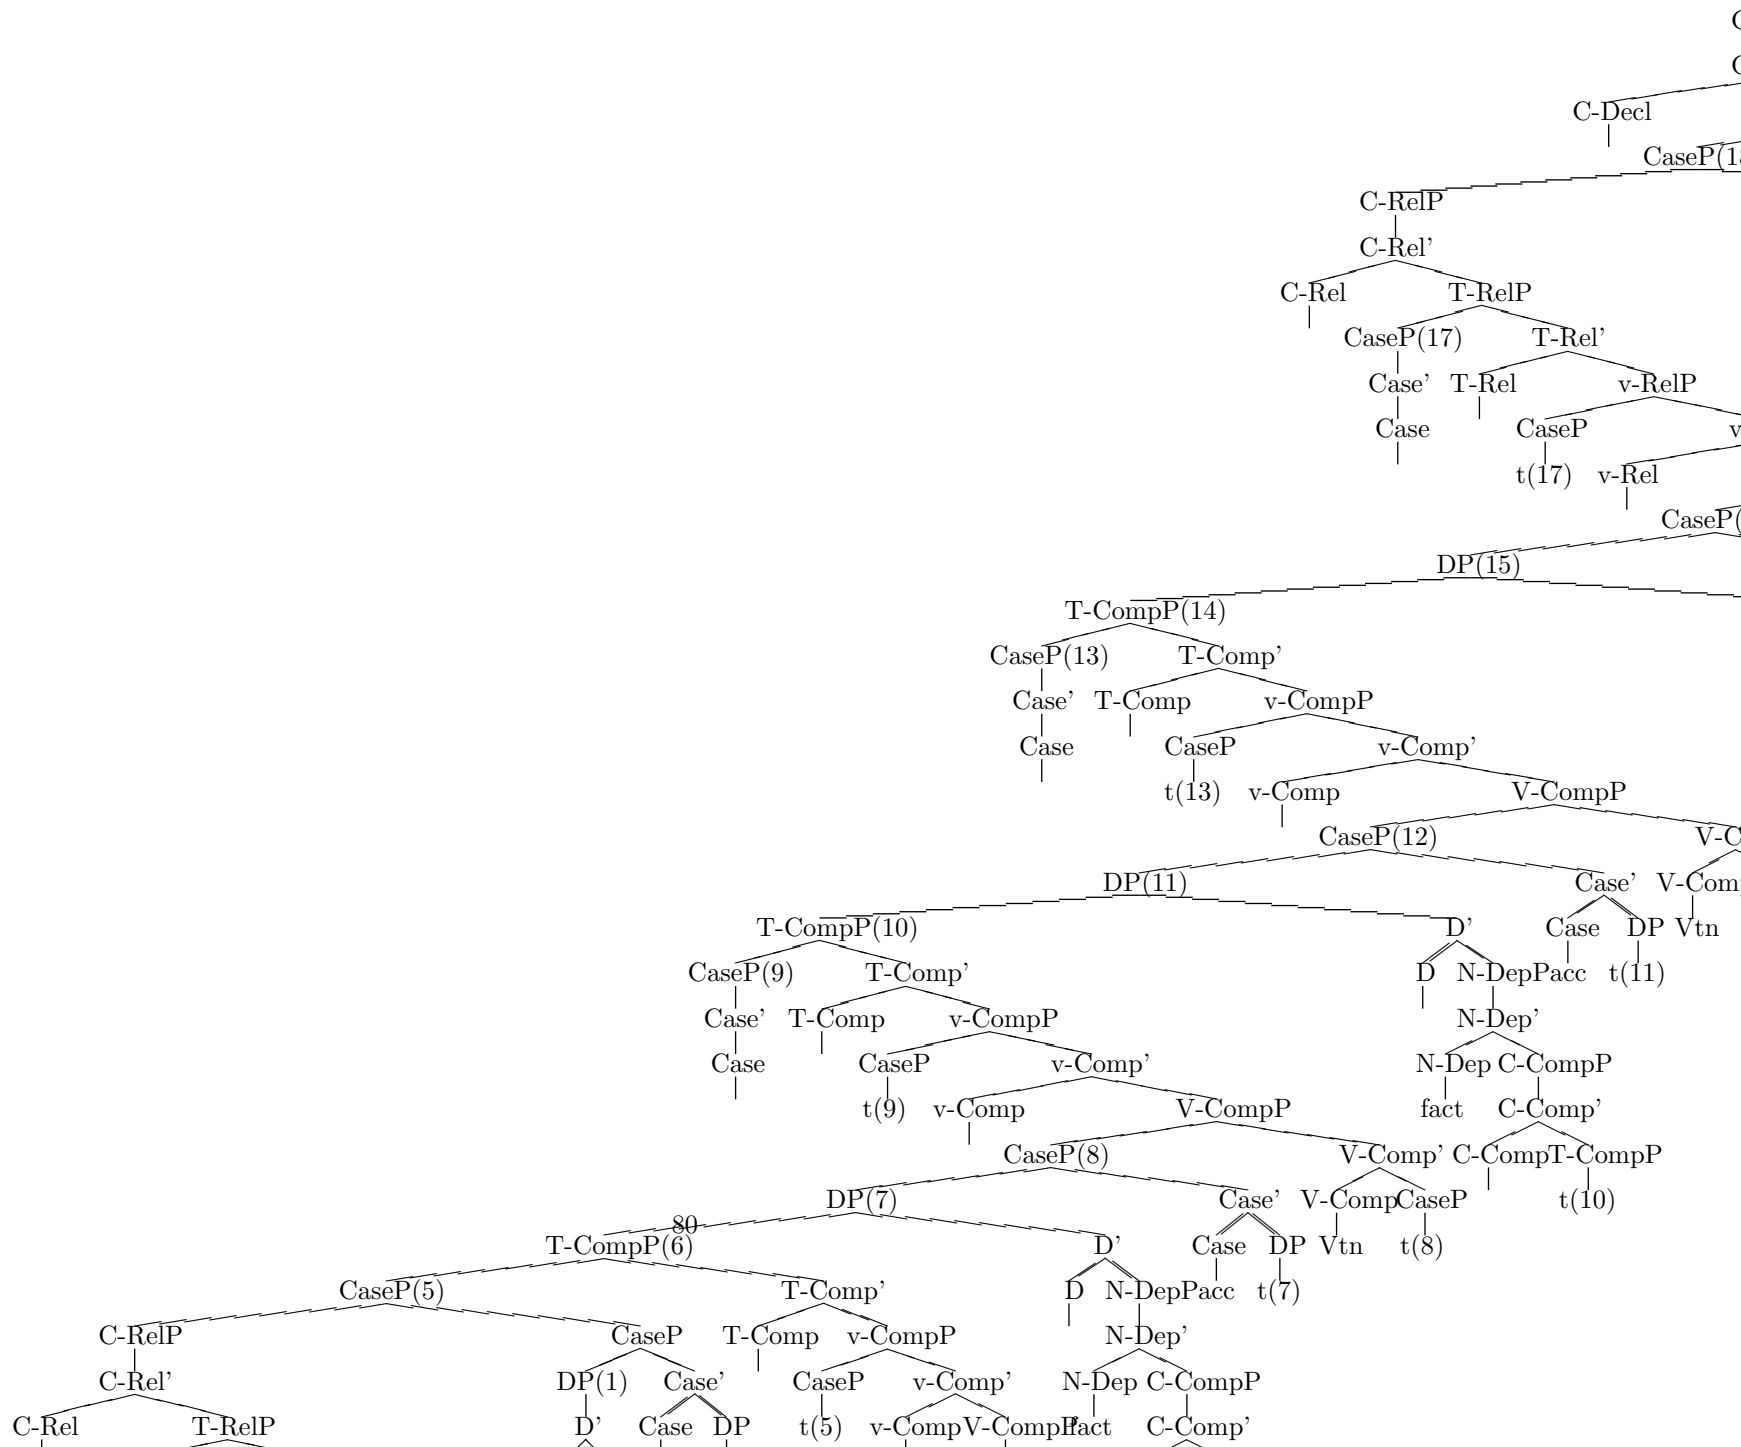 C-Decl
C-RelP
C-Rel'
C-Rel T-RelP
CaseP(17) T-Rel'
Case' T-Rel v-RelP
Case CaseP
t(17) v-Rel
DP(15)
T-CompP(14)
CaseP(13) T-Comp'
Case' T-Comp v-CompP
Case CaseP v-Comp'
t(13) v-Comp V-CompP
CaseP(12)
DP(11) Case'
T-CompP(10) D' Case DP Vtn
CaseP(9) T-Comp' D N-DepP acc t(11)
Case' T-Comp v-CompP N-Dep'
Case CaseP v-Comp' N-Dep C-CompP
t(9) v-Comp V-CompP fact C-Comp'
CaseP(8) V-Comp' C-Comp T-CompP
DP(7) Case' V-Comp CaseP t(10)
80
T-CompP(6) D' Case DP Vtn t(8)
CaseP(5) T-Comp' D N-DepP acc t(7)
C-RelP CaseP T-Comp v-CompP N-Dep'
C-Rel' DP(1) Case' CaseP v-Comp' N-Dep C-CompP
C-Rel T-RelP D' Case DP t(5) v-Comp V-CompP fact C-Comp'